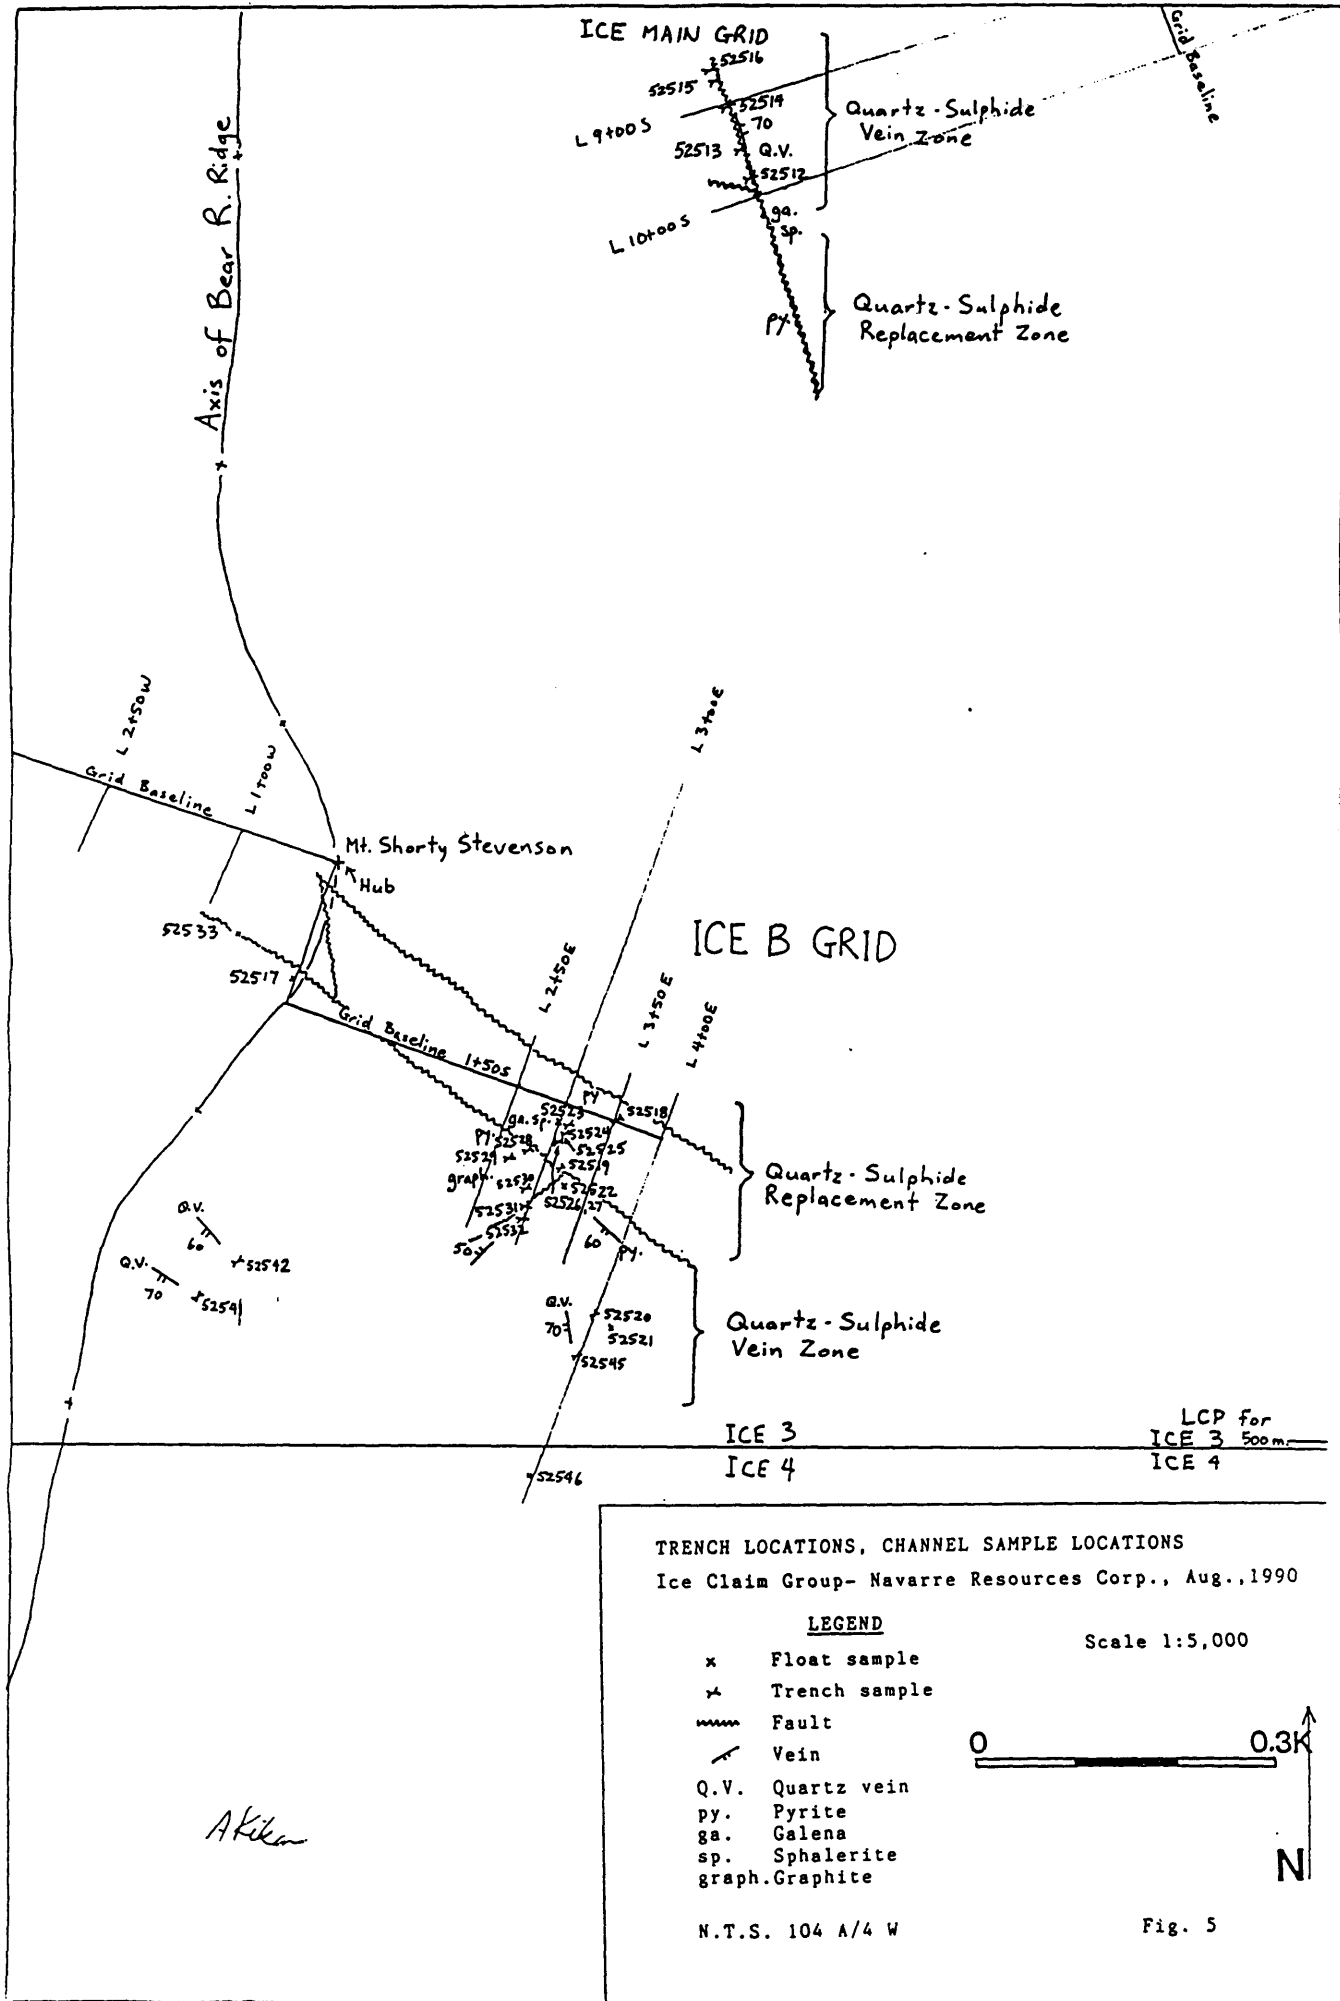 ICE MAIN GRID
Grid Baseline
52516
52515
52514
L 9+00S
70
Quartz-Sulphide
Vein Zone
52513
Q.V.
52512
L 10+00S
ga.
sp.
Quartz-Sulphide
Replacement Zone
py.
Axis of Bear R. Ridge
L 2+50W
L 1+00W
L 3+00E
Grid Baseline
Mt. Shorty Stevenson
Hub
ICE B GRID
52533
52517
L 2+50E
L 3+50E
L 4+00E
Grid Baseline 1+50S
py
52523
52518
ga. sp.
52524
py.
52528
52525
52529
52519
graph.
52530
52522
52526,27
52531
52532
50
60
py.
Quartz-Sulphide
Replacement Zone
Q.V.
60
52542
Q.V.
70
52541
Q.V.
70
52520
52521
52545
Quartz-Sulphide
Vein Zone
ICE 3
LCP for
ICE 3 500m.
ICE 4
ICE 4
52546
TRENCH LOCATIONS, CHANNEL SAMPLE LOCATIONS
Ice Claim Group- Navarre Resources Corp., Aug.,1990
LEGEND
Scale 1:5,000
x Float sample
Trench sample
Fault
Vein
Q.V. Quartz vein
py. Pyrite
ga. Galena
sp. Sphalerite
graph.Graphite
0 0.3K
N
N.T.S. 104 A/4 W
Fig. 5